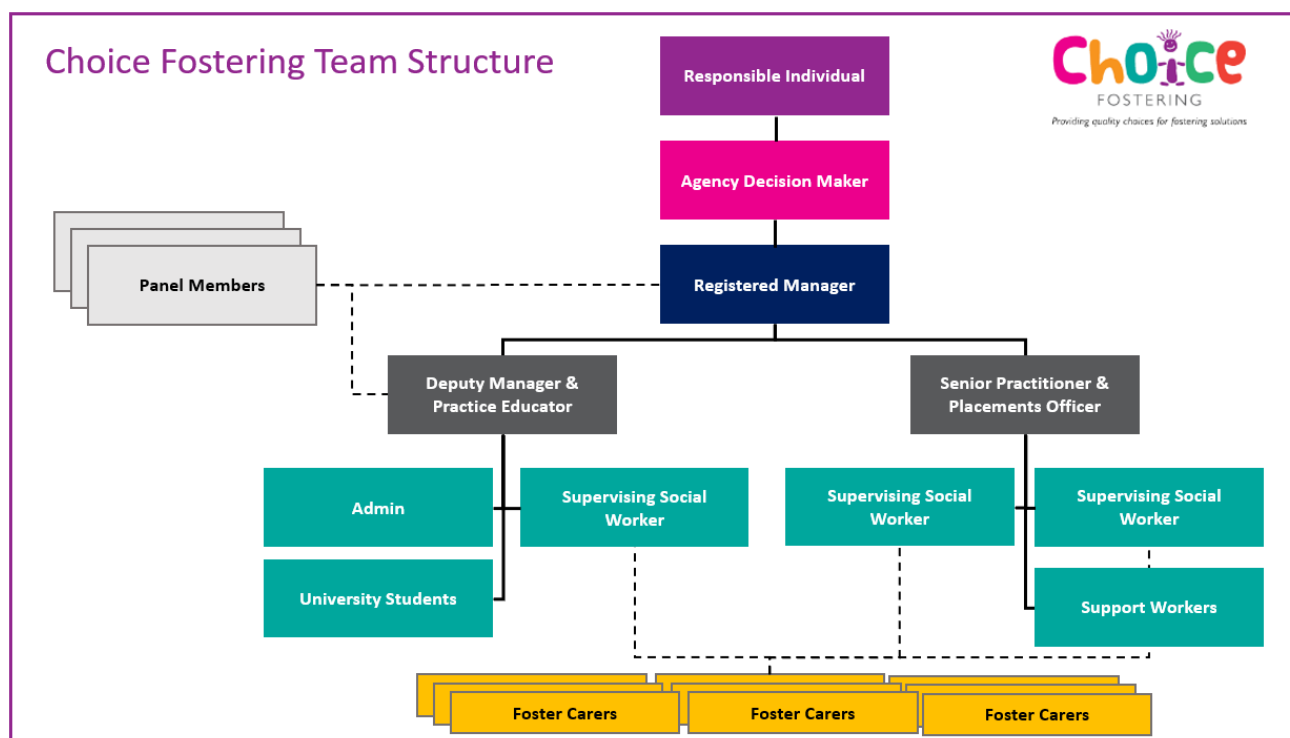 Choice Fostering Team Structure
Choice
FOSTERING
Providing quality choices for fostering solutions
Responsible Individual
Agency Decision Maker
Panel Members
Registered Manager
Deputy Manager &
Practice Educator
Senior Practitioner &
Placements Officer
Admin
Supervising Social
Worker
Supervising Social
Worker
Supervising Social
Worker
University Students
Support Workers
Foster Carers
Foster Carers
Foster Carers